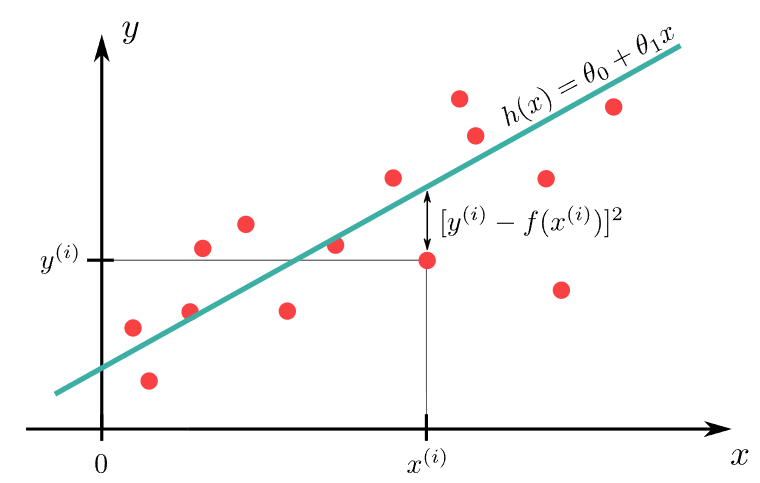 y
h(x) = θ₀ + θ₁x
[y⁽ⁱ⁾ − f(x⁽ⁱ⁾)]²
y⁽ⁱ⁾
0
x⁽ⁱ⁾
x